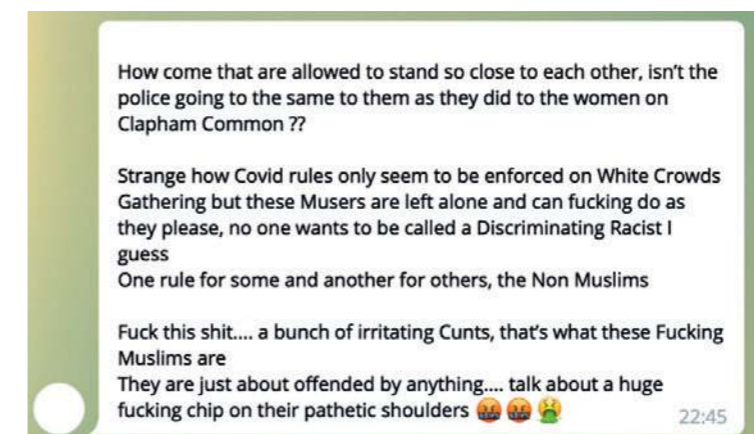 How come that are allowed to stand so close to each other, isn't the
police going to the same to them as they did to the women on
Clapham Common ??
Strange how Covid rules only seem to be enforced on White Crowds
Gathering but these Musers are left alone and can fucking do as
they please, no one wants to be called a Discriminating Racist I
guess
One rule for some and another for others, the Non Muslims
Fuck this shit.... a bunch of irritating Cunts, that's what these Fucking
Muslims are
They are just about offended by anything.... talk about a huge
fucking chip on their pathetic shoulders 🤬 🤬 🤮
22:45